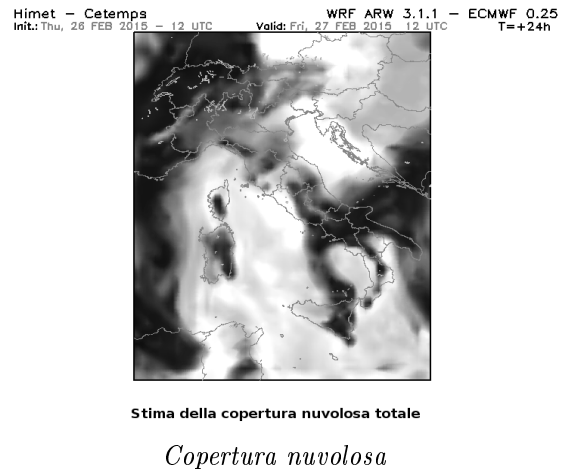 Himet – Cetemps WRF ARW 3.1.1 – ECMWF 0.25
Init.: Thu, 26 FEB 2015 – 12 UTC Valid: Fri, 27 FEB 2015 12 UTC T=+24h
Stima della copertura nuvolosa totale
Copertura nuvolosa